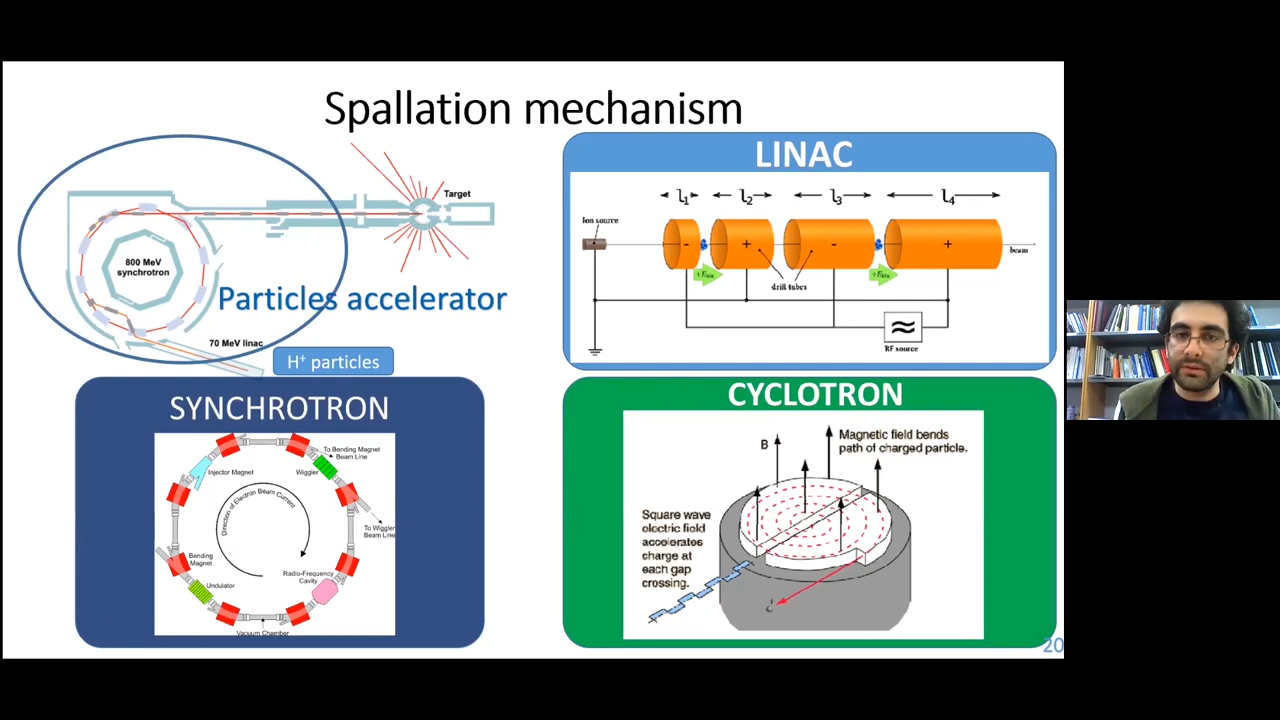 Spallation mechanism
Target
800 MeV
synchrotron
Particles accelerator
70 MeV linac
H⁺ particles
LINAC
l₁ l₂ l₃ l₄
Ion source
- + - +
beam
drift tubes
RF source
SYNCHROTRON
To Bending Magnet
Beam Line
Injector Magnet
Wiggler
Direction of Electron Beam Current
To Wiggler
Beam Line
Bending
Magnet
Radio-Frequency
Cavity
Undulator
Vacuum Chamber
CYCLOTRON
B
Magnetic field bends
path of charged particle.
Square wave
electric field
accelerates
charge at
each gap
crossing.
20